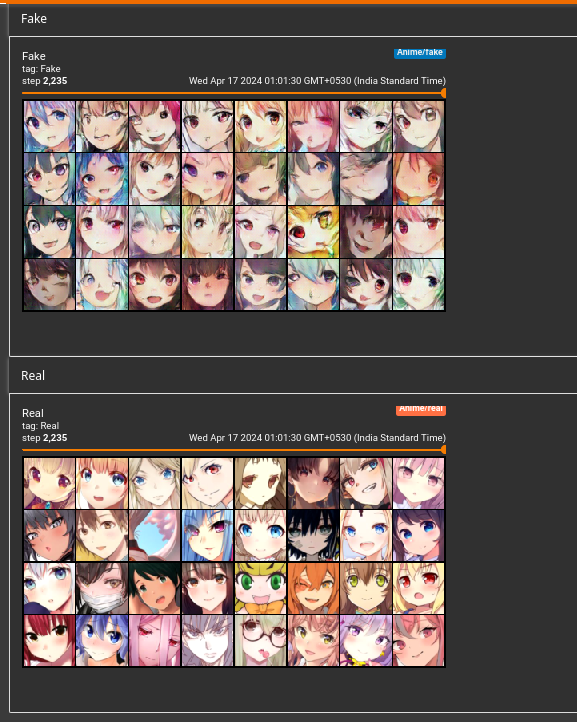 Fake
Fake
Anime/fake
tag: Fake
step 2,235
Wed Apr 17 2024 01:01:30 GMT+0530 (India Standard Time)
Real
Real
Anime/real
tag: Real
step 2,235
Wed Apr 17 2024 01:01:30 GMT+0530 (India Standard Time)